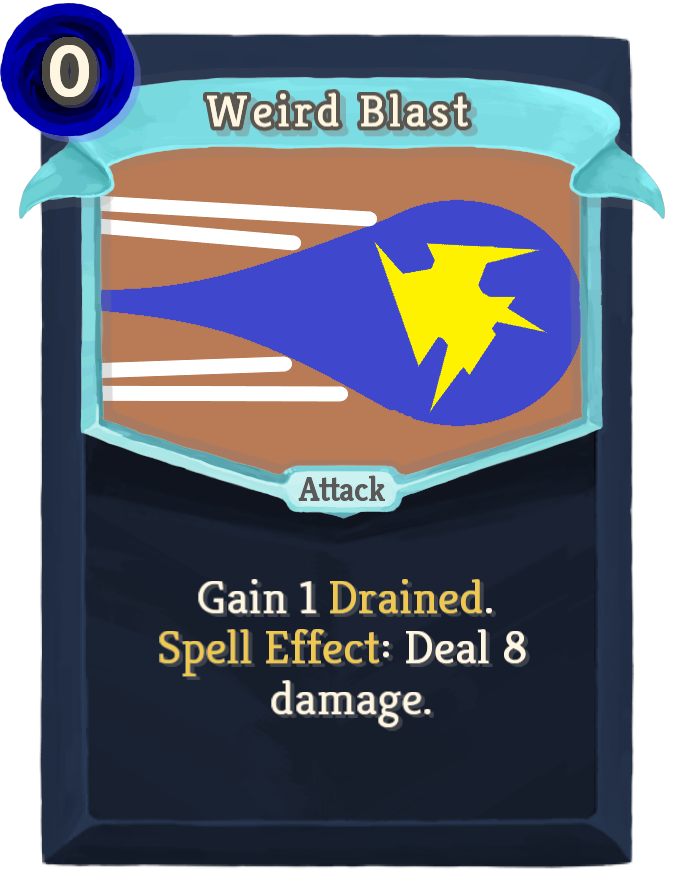 0
Weird Blast
Attack
Gain 1 Drained.
Spell Effect: Deal 8
damage.